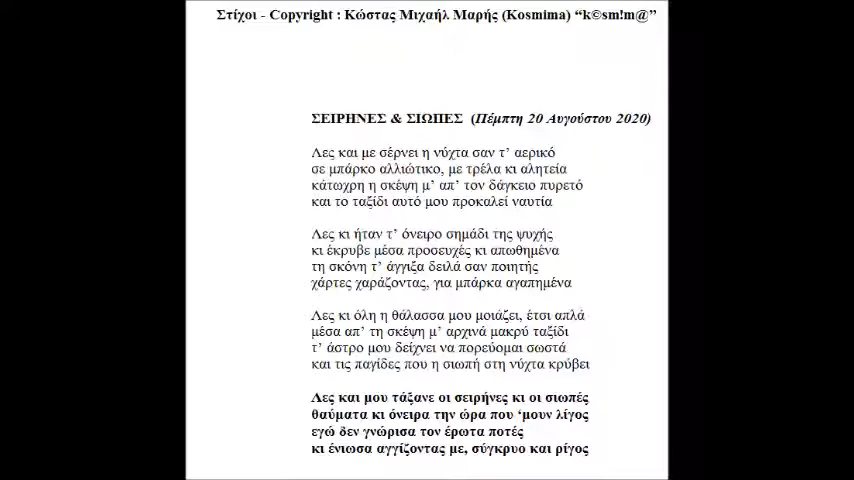 Στίχοι - Copyright : Κώστας Μιχαήλ Μαρής (Kosmima) “k©sm!m@”
ΣΕΙΡΗΝΕΣ & ΣΙΩΠΕΣ (Πέμπτη 20 Αυγούστου 2020)
Λες και με σέρνει η νύχτα σαν τ’ αερικό
σε μπάρκο αλλιώτικο, με τρέλα κι αλητεία
κάτωχρη η σκέψη μ’ απ’ τον δάγκειο πυρετό
και το ταξίδι αυτό μου προκαλεί ναυτία
Λες κι ήταν τ’ όνειρο σημάδι της ψυχής
κι έκρυβε μέσα προσευχές κι απωθημένα
τη σκόνη τ’ άγγιξα δειλά σαν ποιητής
χάρτες χαράζοντας, για μπάρκα αγαπημένα
Λες κι όλη η θάλασσα μου μοιάζει, έτσι απλά
μέσα απ’ τη σκέψη μ’ αρχινά μακρύ ταξίδι
τ’ άστρο μου δείχνει να πορεύομαι σωστά
και τις παγίδες που η σιωπή στη νύχτα κρύβει
Λες και μου τάξανε οι σειρήνες κι οι σιωπές
θαύματα κι όνειρα την ώρα που ‘μουν λίγος
εγώ δεν γνώρισα τον έρωτα ποτές
κι ένιωσα αγγίζοντας με, σύγκρυο και ρίγος